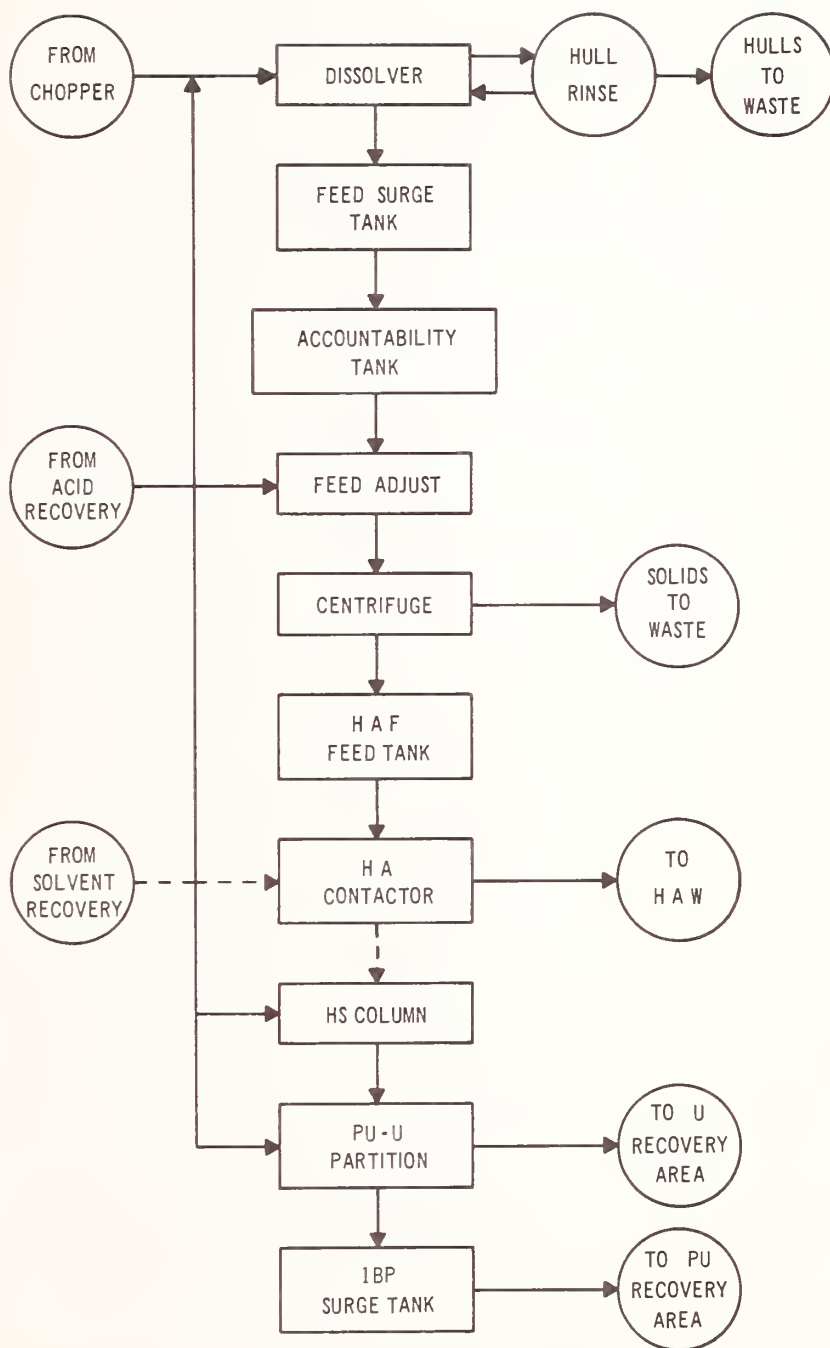 FROM
CHOPPER
DISSOLVER
HULL
RINSE
HULLS
TO
WASTE
FEED SURGE
TANK
ACCOUNTABILITY
TANK
FROM
ACID
RECOVERY
FEED ADJUST
CENTRIFUGE
SOLIDS
TO
WASTE
H A F
FEED TANK
FROM
SOLVENT
RECOVERY
H A
CONTACTOR
TO
H A W
HS COLUMN
PU-U
PARTITION
TO U
RECOVERY
AREA
1BP
SURGE TANK
TO PU
RECOVERY
AREA